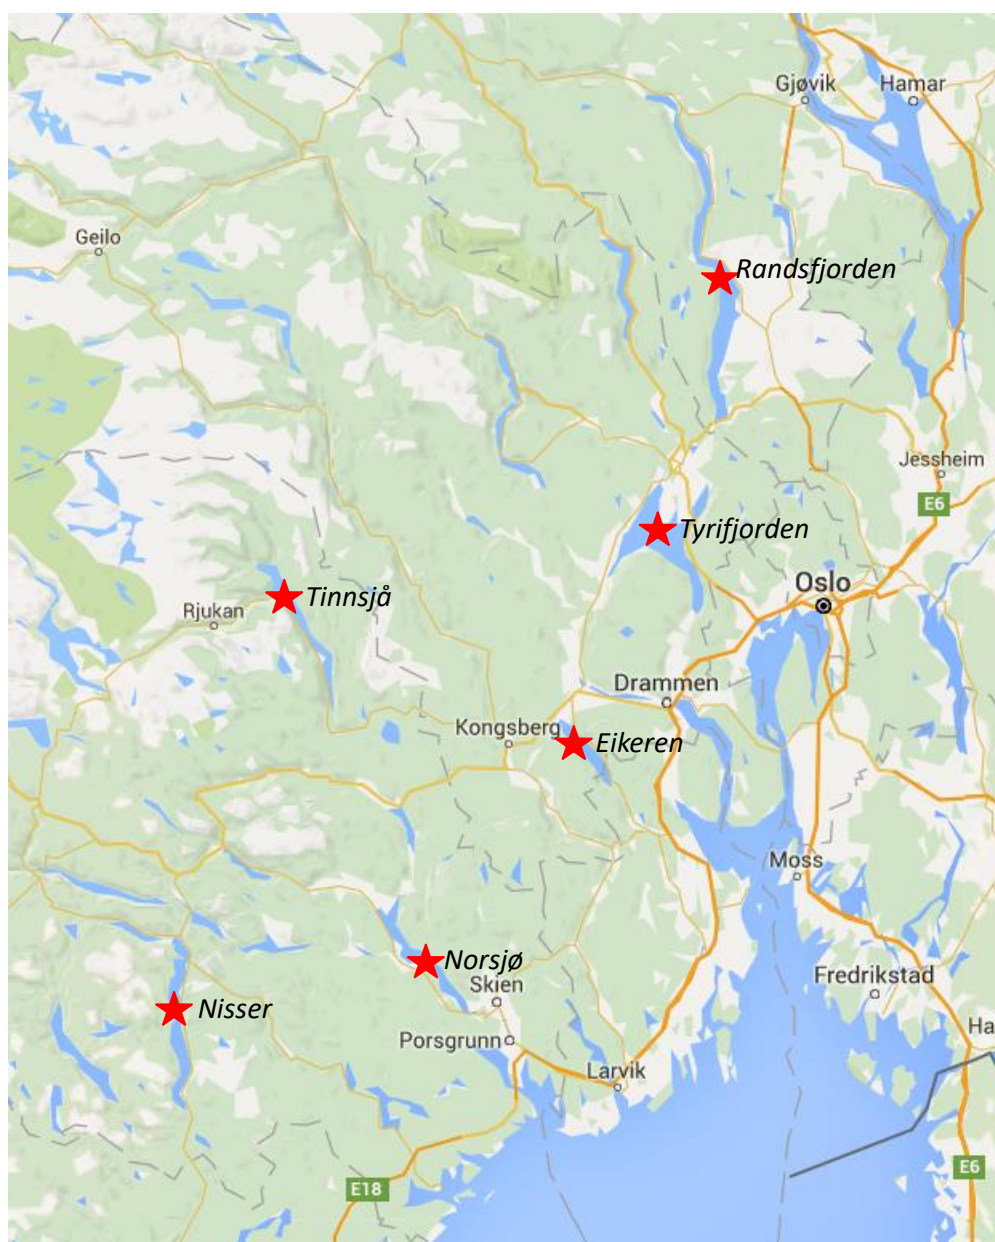 Gjøvik
Hamar
Geilo
Randsfjorden
Jessheim
E6
Tyrifjorden
Oslo
Tinnsjå
Rjukan
Drammen
Kongsberg
Eikeren
Moss
Norsjø
Skien
Fredrikstad
Nisser
Porsgrunn
Ha
Larvik
E18
E6